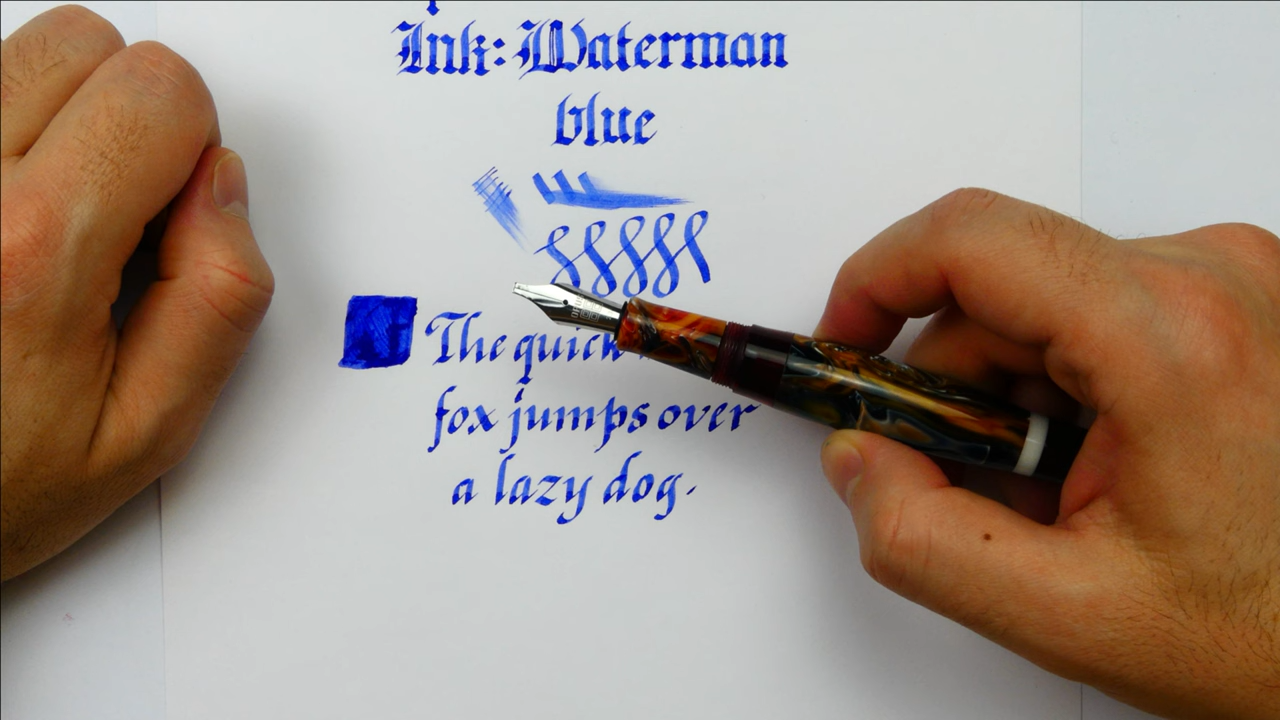 Ink: Waterman
blue
The quick
fox jumps over
a lazy dog.